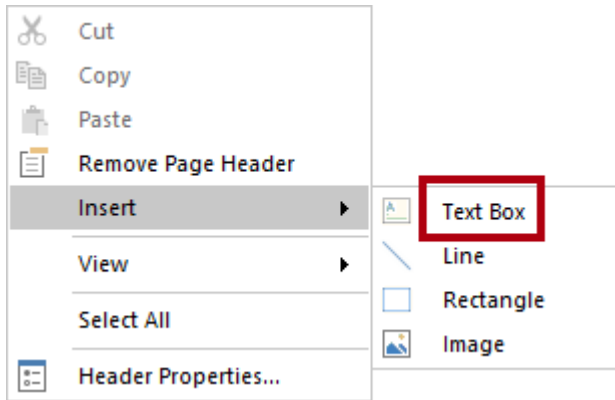 Cut
Copy
Paste
Remove Page Header
Insert
Text Box
View
Line
Rectangle
Select All
Image
Header Properties...